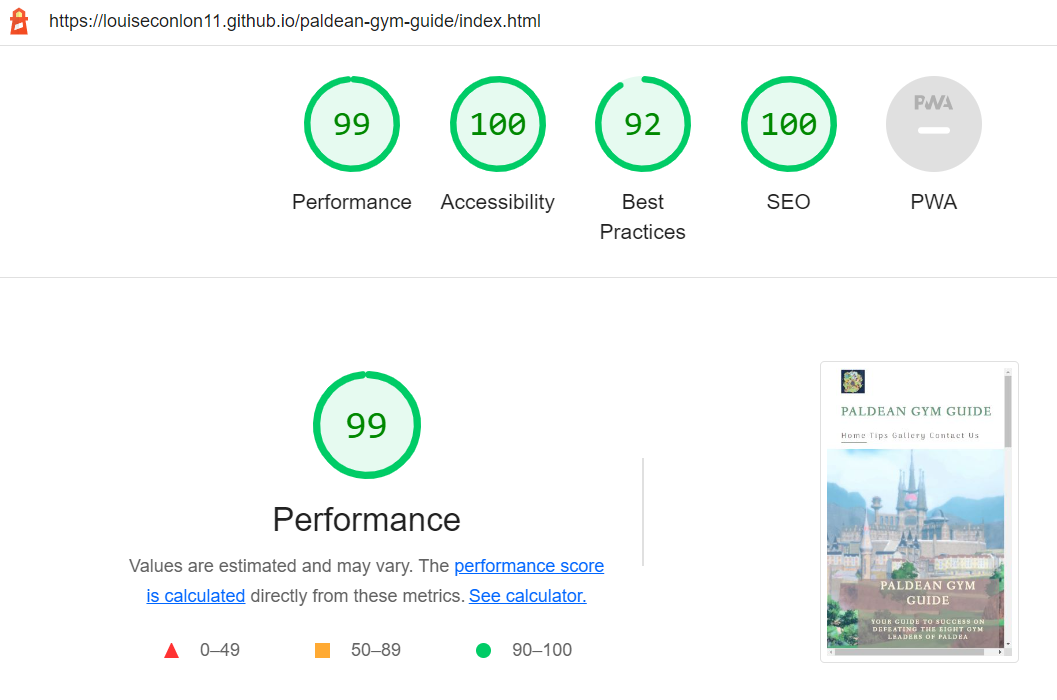 https://louiseconlon11.github.io/paldean-gym-guide/index.html
99
100
92
100
PWA
Performance
Accessibility
Best
Practices
SEO
PWA
99
Performance
Values are estimated and may vary. The performance score
is calculated directly from these metrics. See calculator.
0–49
50–89
90–100
PALDEAN GYM GUIDE
Home Tips Gallery Contact Us
PALDEAN GYM
GUIDE
YOUR GUIDE TO SUCCESS ON
DEFEATING THE EIGHT GYM
LEADERS OF PALDEA